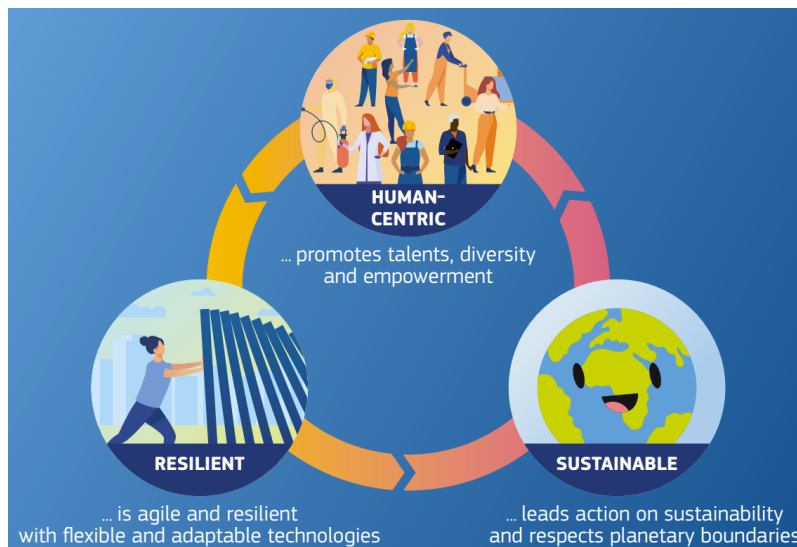 HUMAN-
CENTRIC
... promotes talents, diversity
and empowerment
RESILIENT
... is agile and resilient
with flexible and adaptable technologies
SUSTAINABLE
... leads action on sustainability
and respects planetary boundaries